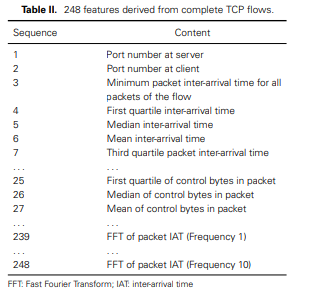 Table II. 248 features derived from complete TCP flows.
Sequence Content
1 Port number at server
2 Port number at client
3 Minimum packet inter-arrival time for all
packets of the flow
4 First quartile inter-arrival time
5 Median inter-arrival time
6 Mean inter-arrival time
7 Third quartile packet inter-arrival time
... ...
25 First quartile of control bytes in packet
26 Median of control bytes in packet
27 Mean of control bytes in packet
... ...
239 FFT of packet IAT (Frequency 1)
... ...
248 FFT of packet IAT (Frequency 10)
FFT: Fast Fourier Transform; IAT: inter-arrival time